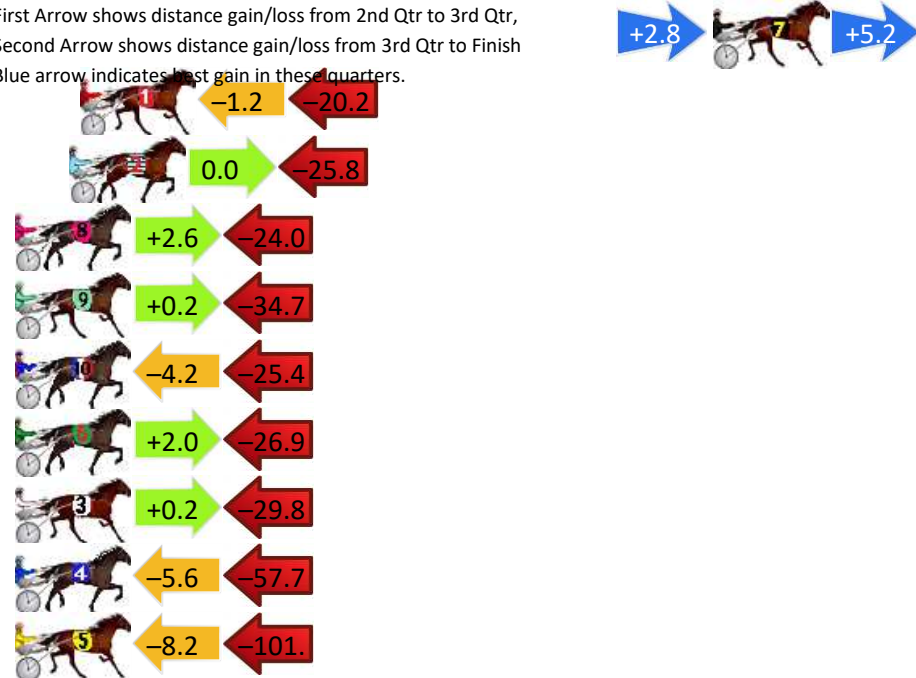 First Arrow shows distance gain/loss from 2nd Qtr to 3rd Qtr,
Second Arrow shows distance gain/loss from 3rd Qtr to Finish
Blue arrow indicates best gain in these quarters.
+2.8 7 +5.2
1 –1.2 –20.2
0.0 –25.8
8 +2.6 –24.0
9 +0.2 –34.7
10 –4.2 –25.4
+2.0 –26.9
3 +0.2 –29.8
4 –5.6 –57.7
5 –8.2 –101.